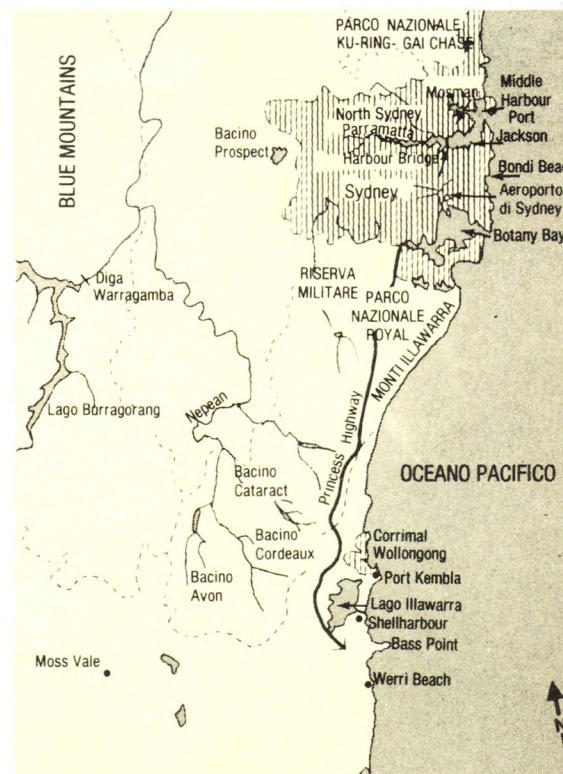 PARCO NAZIONALE
KU-RING-GAI CHASE
BLUE MOUNTAINS
Mosman
Middle
Harbour
Port
Jackson
North Sydney
Parramatta
Harbour Bridge
Bacino
Prospect
Bondi Beac
Sydney
Aeroporto
di Sydney
Botany Bay
Diga
Warragamba
RISERVA
MILITARE
PARCO
NAZIONALE
ROYAL
MONTI ILLAWARRA
Lago Burragorang
Nepean
Princess Highway
OCEANO PACIFICO
Bacino
Cataract
Bacino
Cordeaux
Bacino
Avon
Corrimal
Wollongong
Port Kembla
Lago Illawarra
Shellharbour
Bass Point
Moss Vale
Werri Beach
N